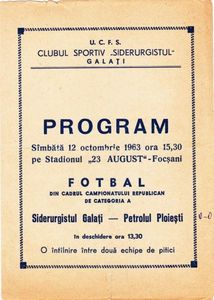 U.C.F.S.
CLUBUL SPORTIV „SIDERURGISTUL“
GALAȚI
PROGRAM
Sîmbătă 12 octombrie 1963 ora 15,30
pe Stadionul „23 AUGUST“-Focșani
FOTBAL
DIN CADRUL CAMPIONATULUI REPUBLICAN
DE CATEGORIA A
Siderurgistul Galați — Petrolul Ploiești
în deschidere ora 13,30
O întîlnire între două echipe de pitici